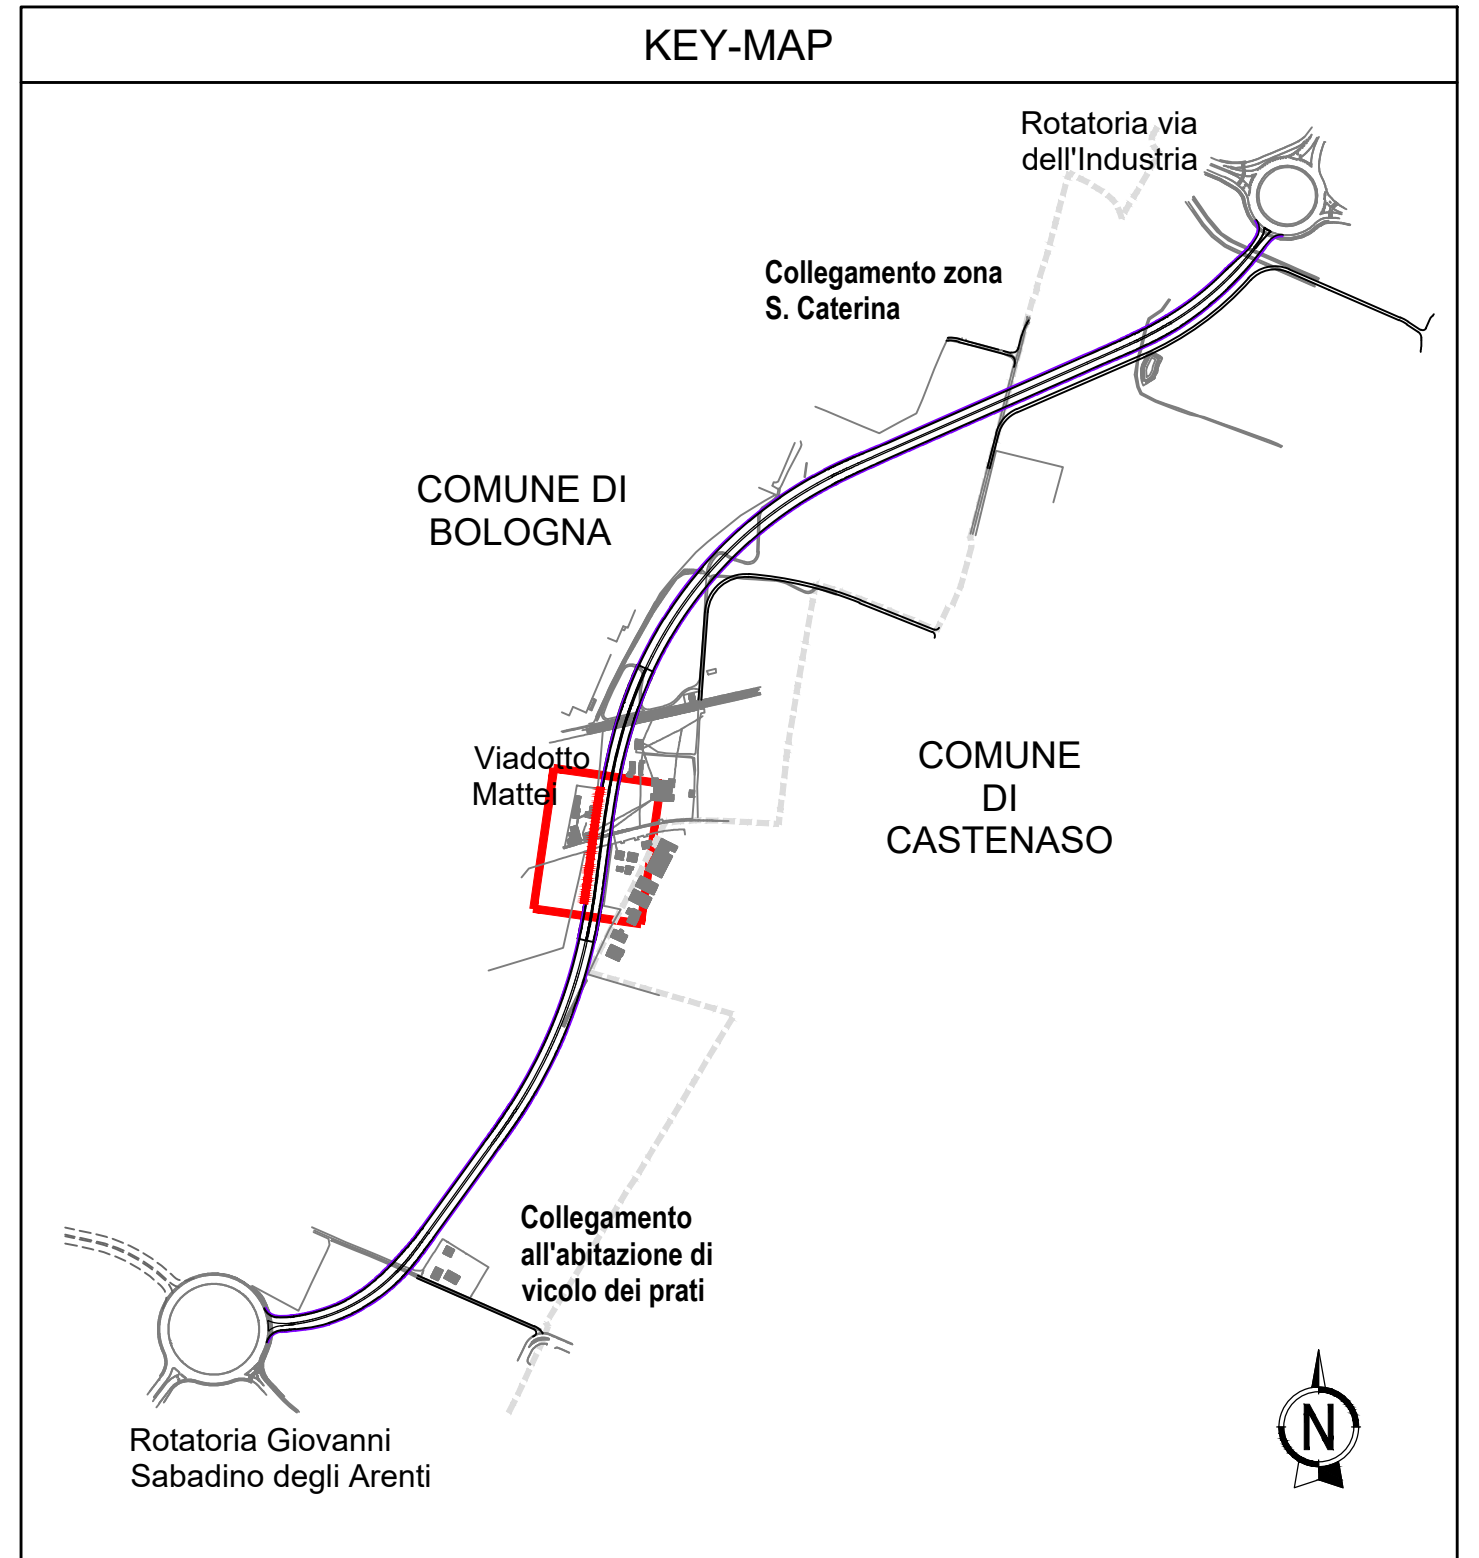 KEY-MAP
Rotatoria via
dell'Industria
Collegamento zona
S. Caterina
COMUNE DI
BOLOGNA
Viadotto
Mattei
COMUNE
DI
CASTENASO
Collegamento
all'abitazione di
vicolo dei prati
Rotatoria Giovanni
Sabadino degli Arenti
N